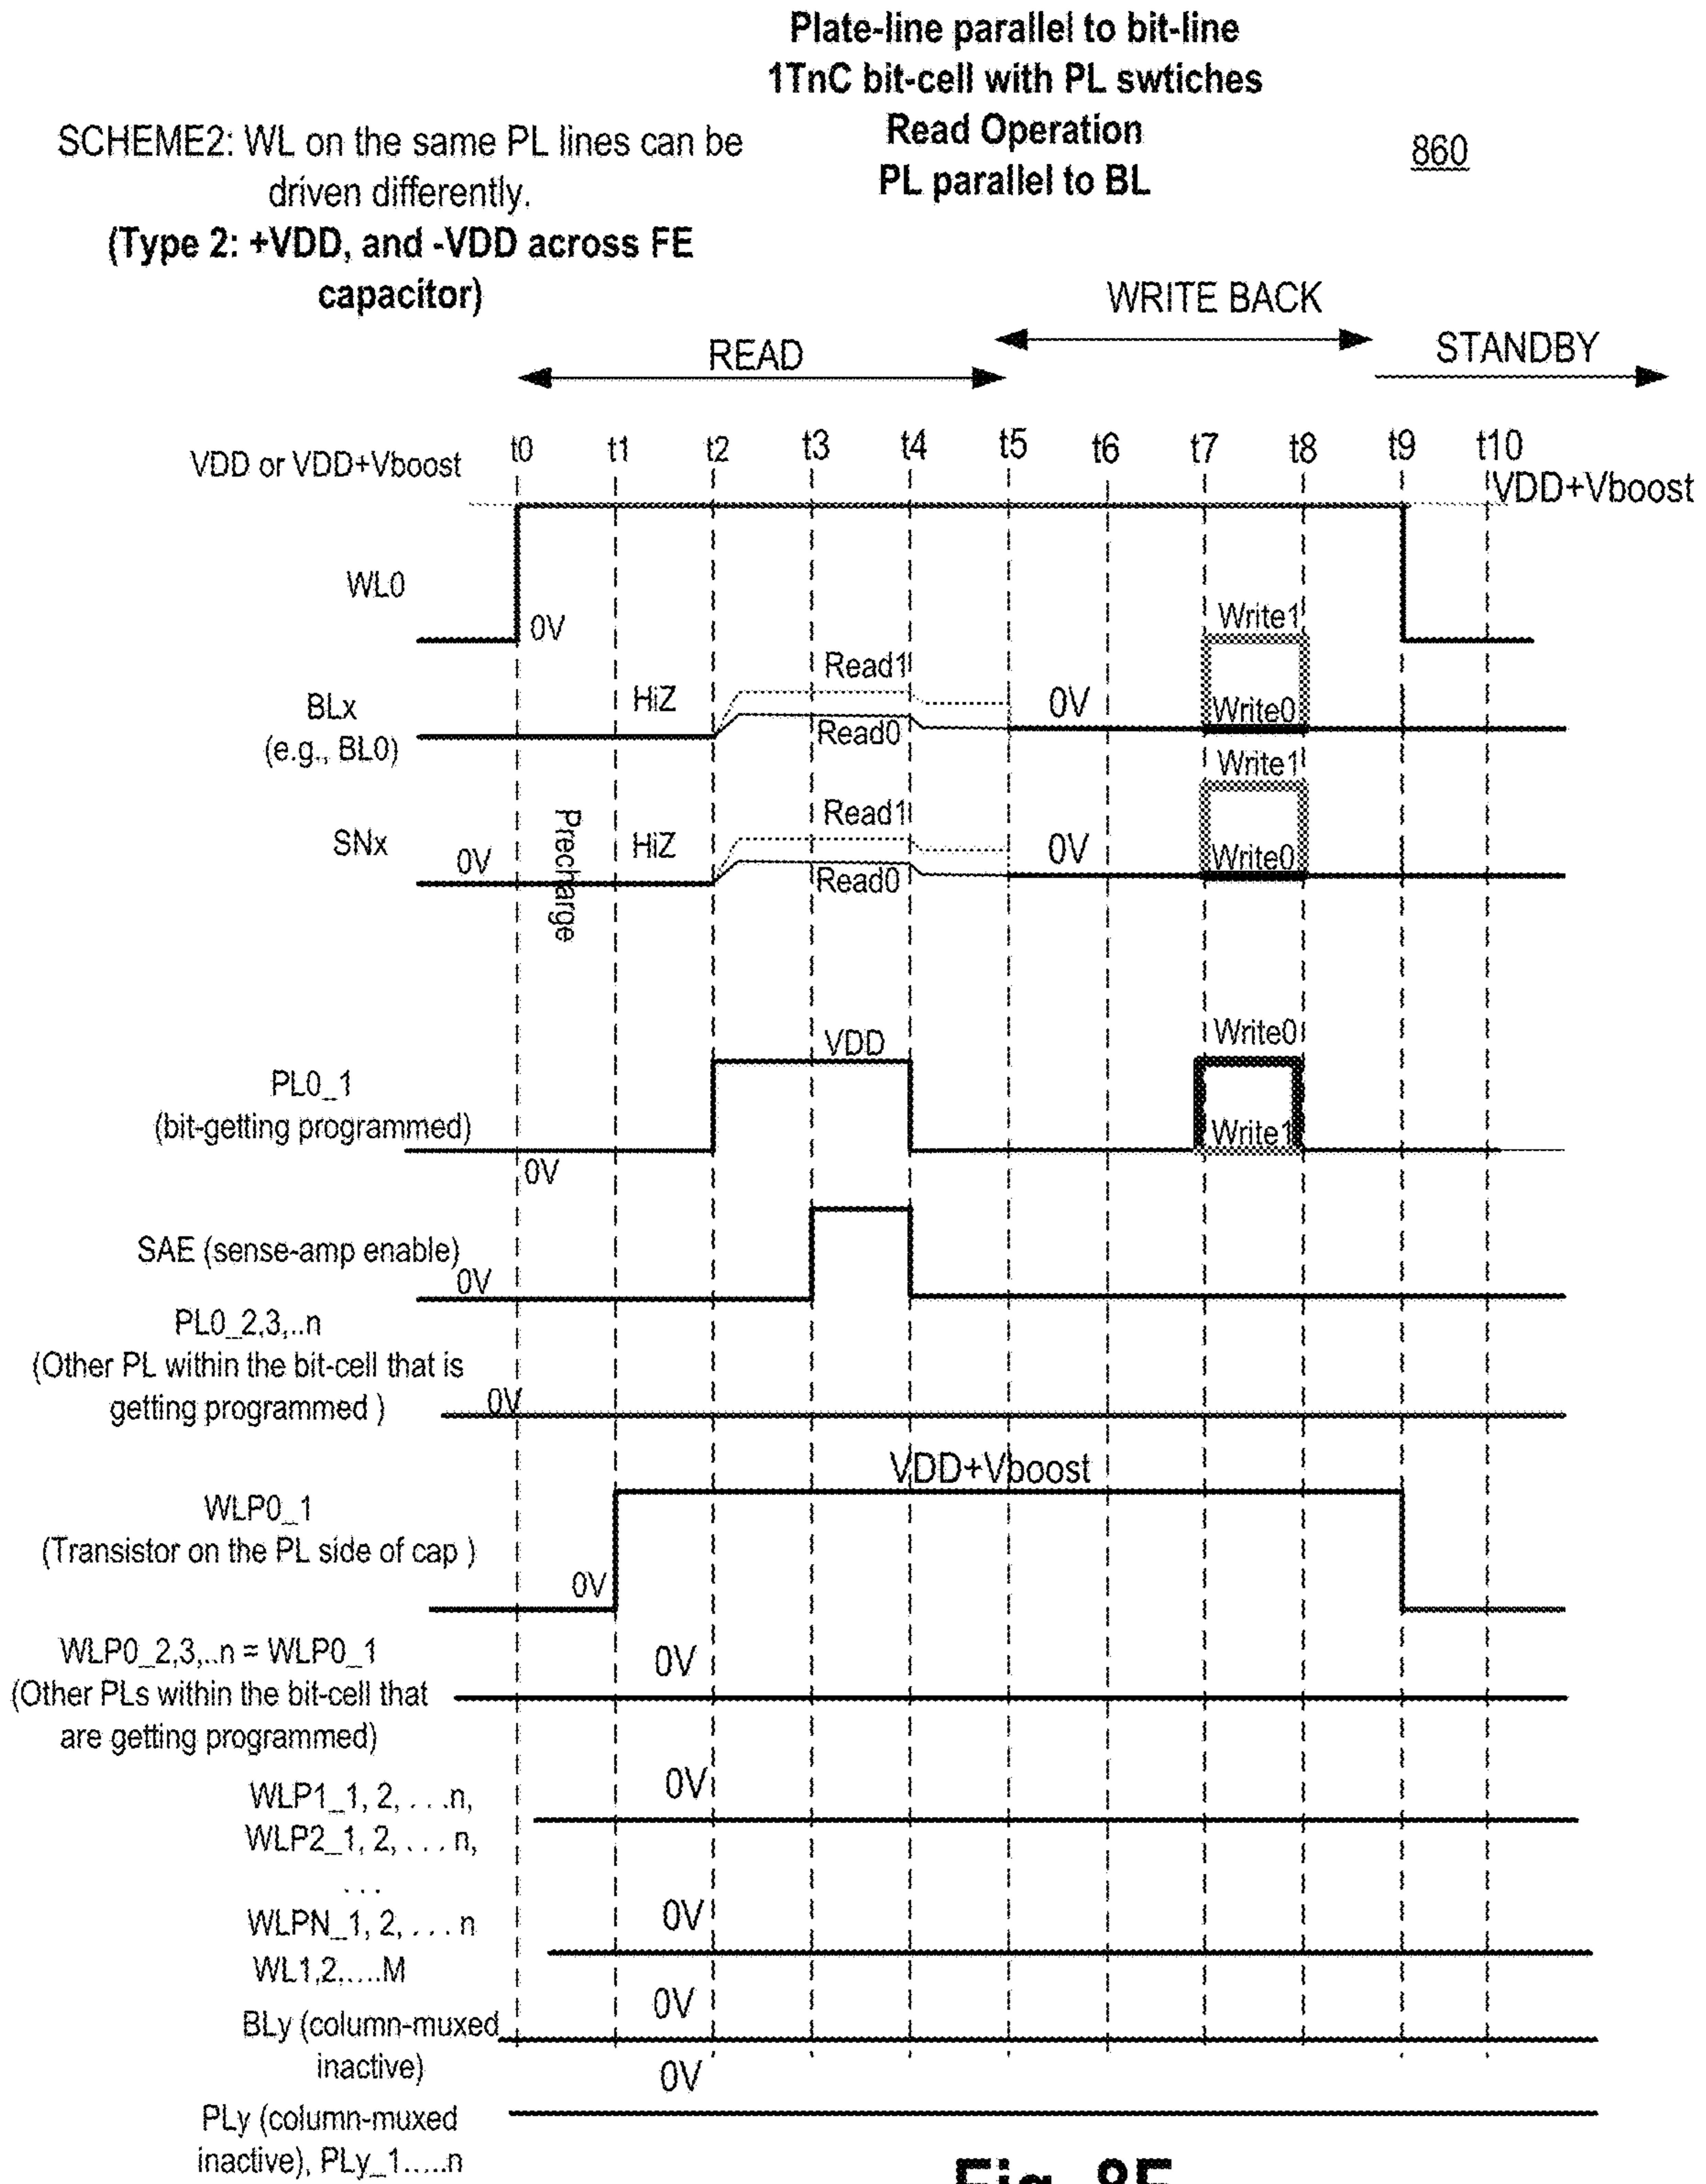 Plate-line parallel to bit-line
1TnC bit-cell with PL swtiches
Read Operation
PL parallel to BL
860
SCHEME2: WL on the same PL lines can be
driven differently.
(Type 2: +VDD, and -VDD across FE
capacitor)
WRITE BACK
READ
STANDBY
t0 t1 t2 t3 t4 t5 t6 t7 t8 t9 t10
VDD or VDD+Vboost
VDD+Vboost
WL0
0V
Write1
Read1
HiZ
0V
BLx
(e.g., BL0)
Write0
Read0
Write1
Read1
Precharge
SNx
0V
HiZ
0V
Write0
Read0
Write0
VDD
PL0_1
(bit-getting programmed)
Write1
0V
SAE (sense-amp enable)
0V
PL0_2,3,..n
(Other PL within the bit-cell that is
getting programmed )
0V
VDD+Vboost
WLP0_1
(Transistor on the PL side of cap )
0V
WLP0_2,3,..n = WLP0_1
(Other PLs within the bit-cell that
are getting programmed)
0V
WLP1_1, 2, . . .n,
0V
WLP2_1, 2, . . . n,
. . .
WLPN_1, 2, . . . n
0V
WL1,2,....M
0V
BLy (column-muxed
inactive)
0V
PLy (column-muxed
inactive), PLy_1.....n